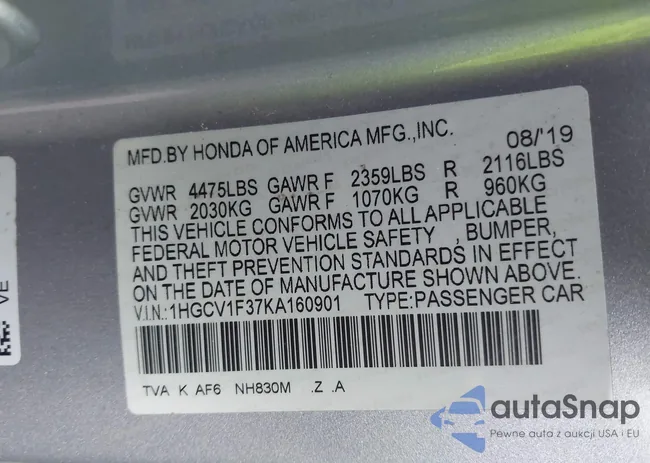 MFD.BY HONDA OF AMERICA MFG.,INC. 08/'19
GVWR 4475LBS GAWR F 2359LBS R 2116LBS
GVWR 2030KG GAWR F 1070KG R 960KG
THIS VEHICLE CONFORMS TO ALL APPLICABLE
FEDERAL MOTOR VEHICLE SAFETY , BUMPER,
AND THEFT PREVENTION STANDARDS IN EFFECT
ON THE DATE OF MANUFACTURE SHOWN ABOVE.
V.I.N.:1HGCV1F37KA160901 TYPE:PASSENGER CAR
TVA K AF6 NH830M .Z .A
VE
autaSnap
Pewne auta z aukcji USA i EU